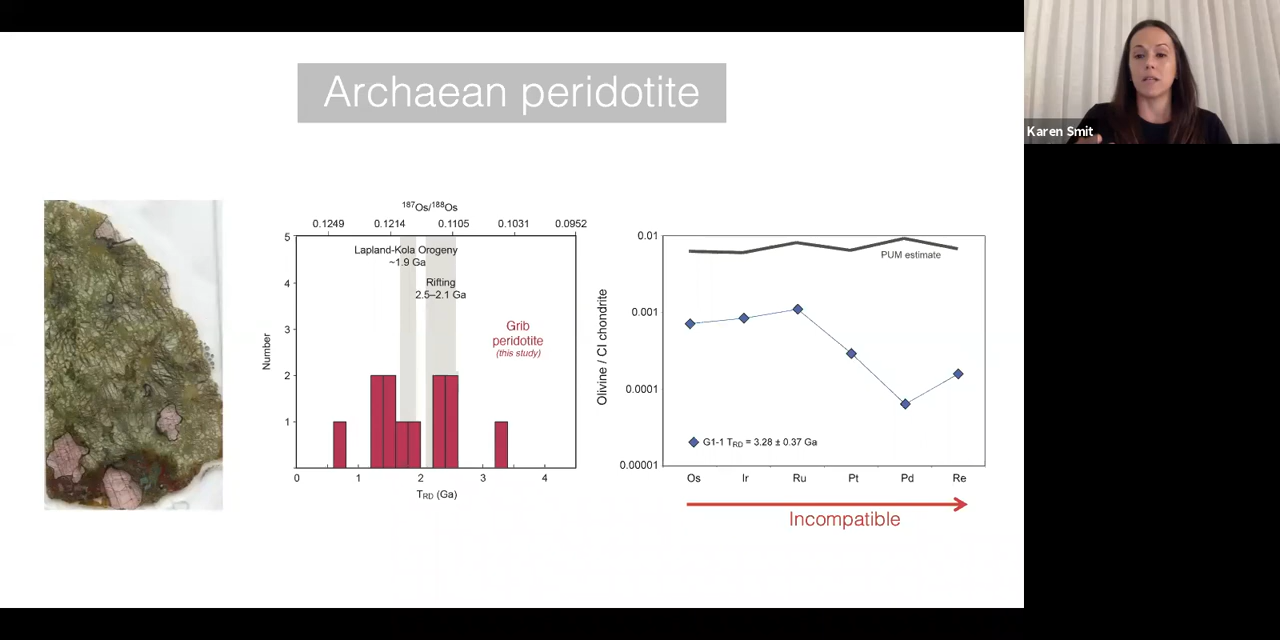 Archaean peridotite
Karen Smit
187Os/188Os
0.1249 0.1214 0.1105 0.1031 0.0952
5
4
3
2
1
Number
Lapland-Kola Orogeny
~1.9 Ga
Rifting
2.5–2.1 Ga
Grib
peridotite
(this study)
0 1 2 3 4
TRD (Ga)
0.01
0.001
0.0001
0.00001
Olivine / CI chondrite
PUM estimate
G1-1 TRD = 3.28 ± 0.37 Ga
Os Ir Ru Pt Pd Re
Incompatible